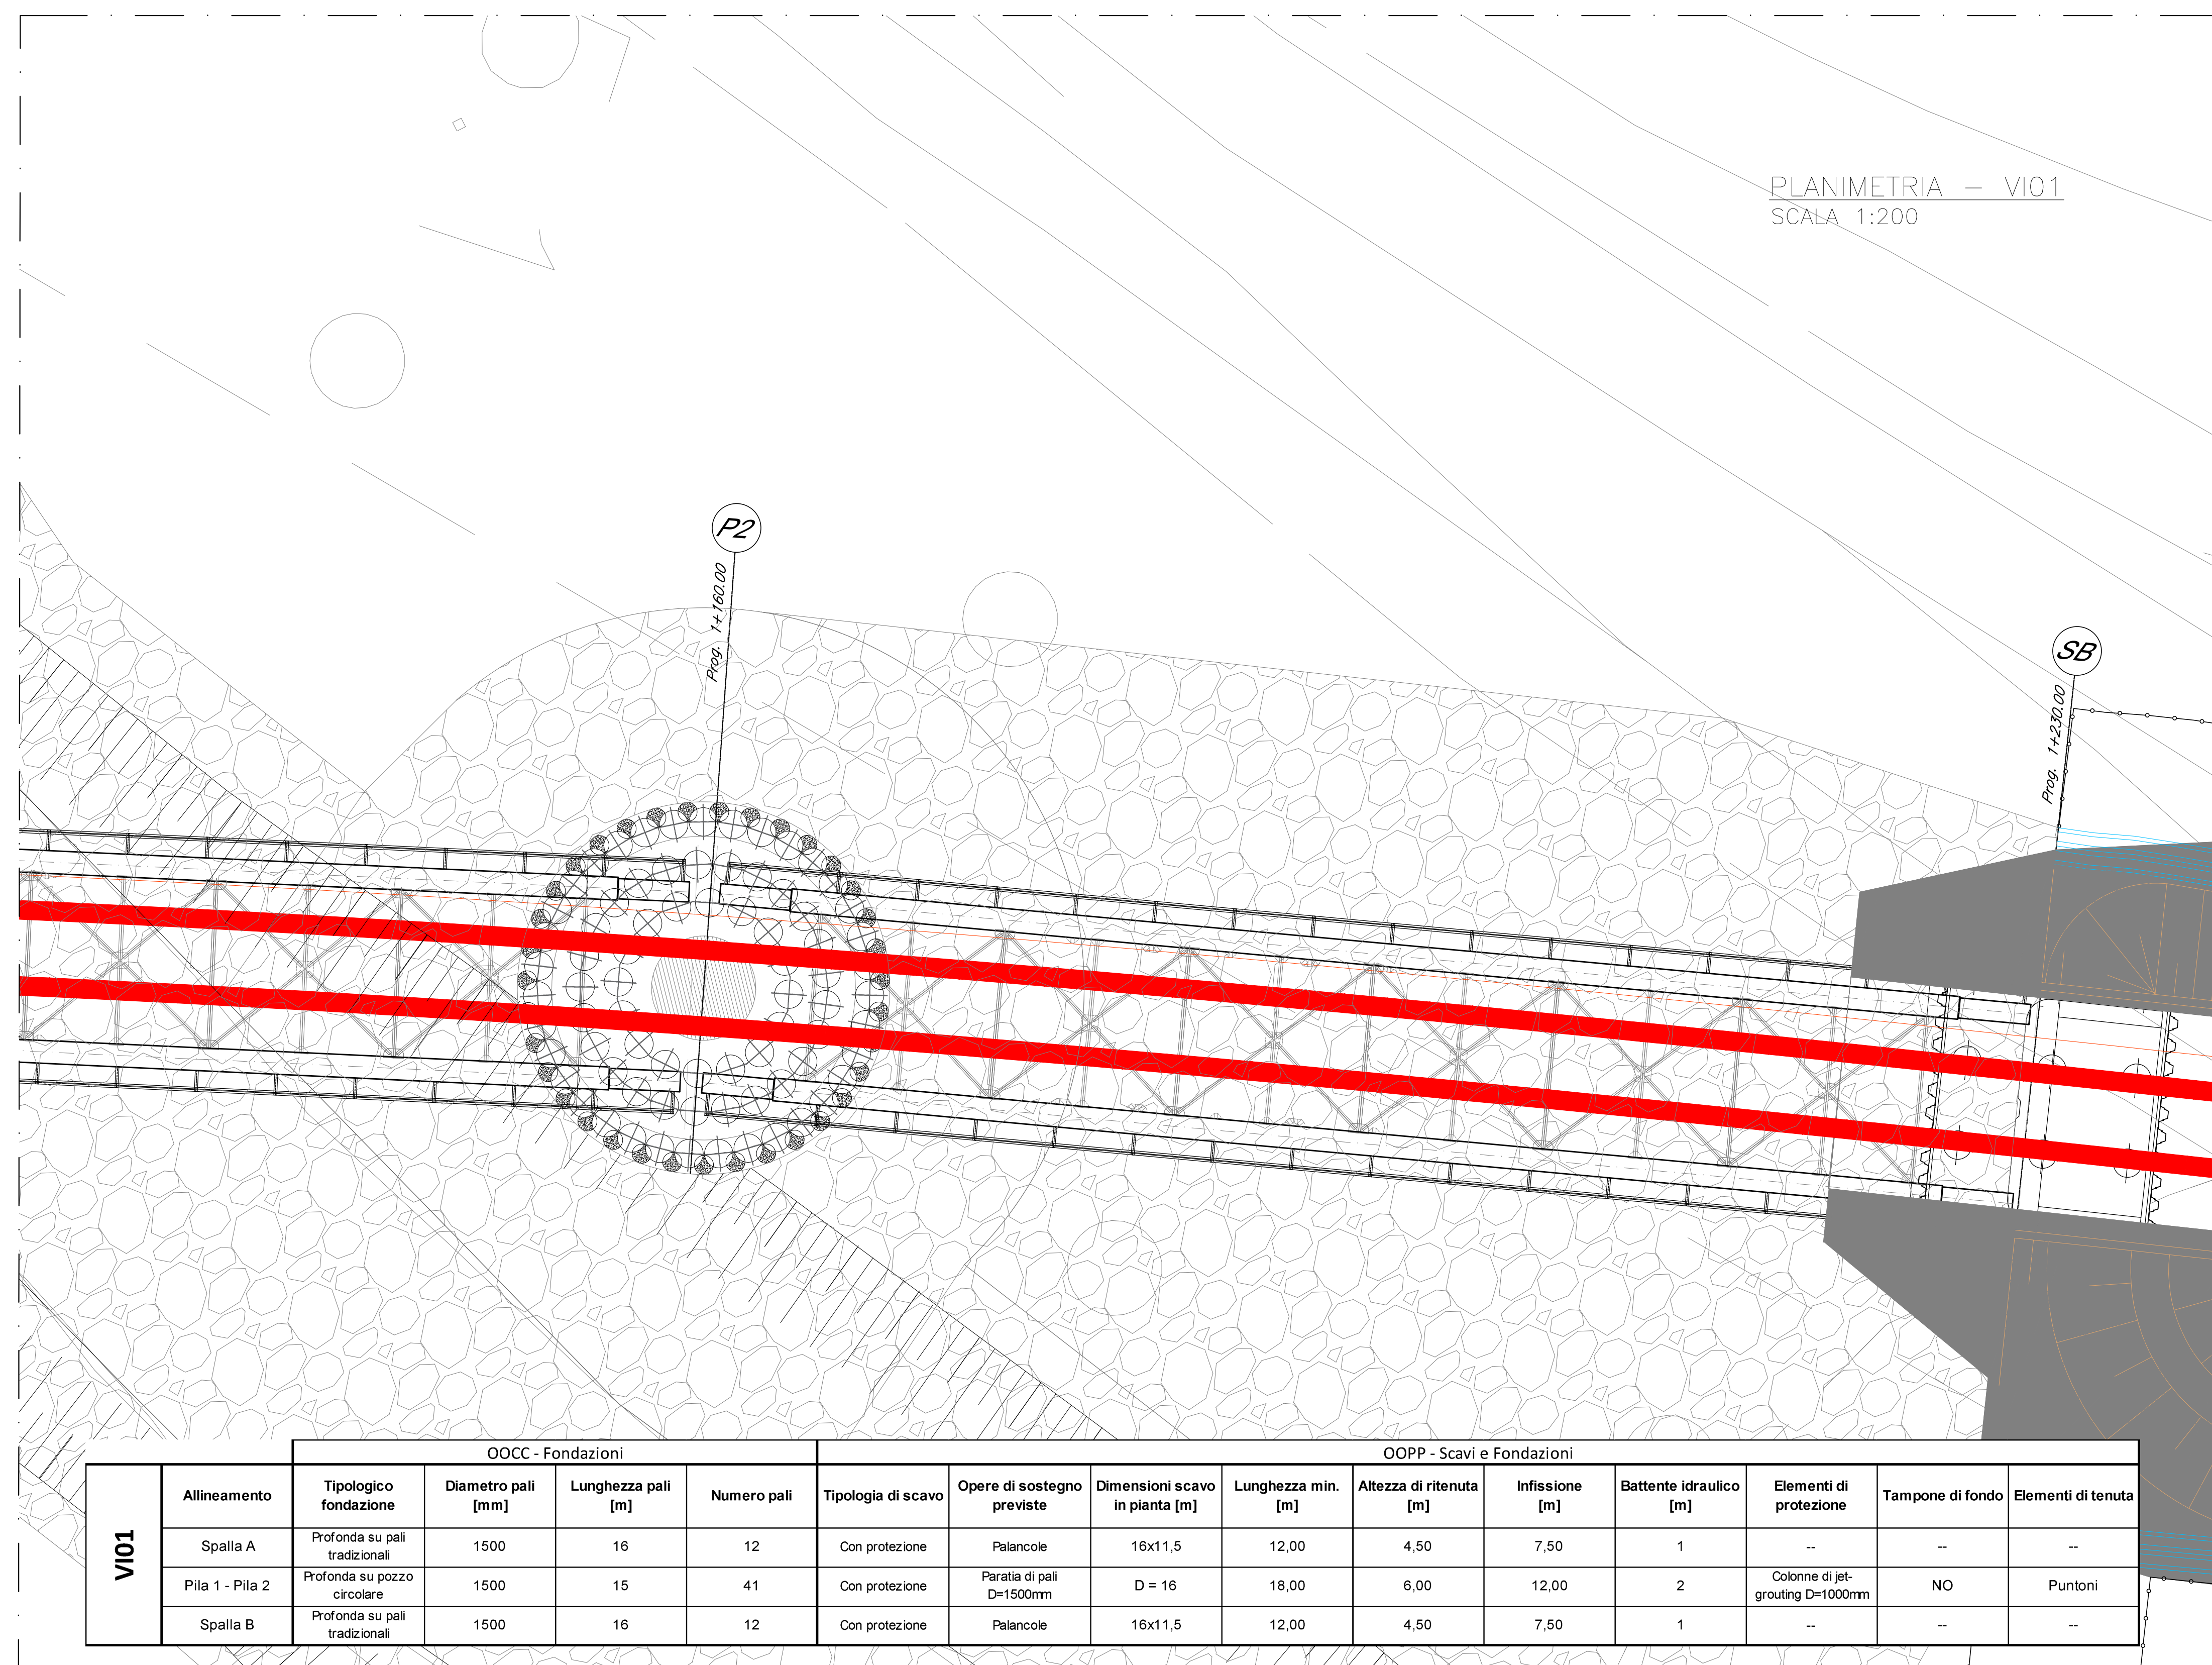 PLANIMETRIA – VI01
SCALA 1:200
P2
Prog. 1+160.00
SB
Prog. 1+230.00
OOCC - Fondazioni OOPP - Scavi e Fondazioni
Allineamento Tipologico fondazione Diametro pali [mm] Lunghezza pali [m] Numero pali Tipologia di scavo Opere di sostegno previste Dimensioni scavo in pianta [m] Lunghezza min. [m] Altezza di ritenuta [m] Infissione [m] Battente idraulico [m] Elementi di protezione Tampone di fondo Elementi di tenuta
VI01
Spalla A Profonda su pali tradizionali 1500 16 12 Con protezione Palancole 16x11,5 12,00 4,50 7,50 1 -- -- --
Pila 1 - Pila 2 Profonda su pozzo circolare 1500 15 41 Con protezione Paratia di pali D=1500mm D = 16 18,00 6,00 12,00 2 Colonne di jet-grouting D=1000mm NO Puntoni
Spalla B Profonda su pali tradizionali 1500 16 12 Con protezione Palancole 16x11,5 12,00 4,50 7,50 1 -- -- --